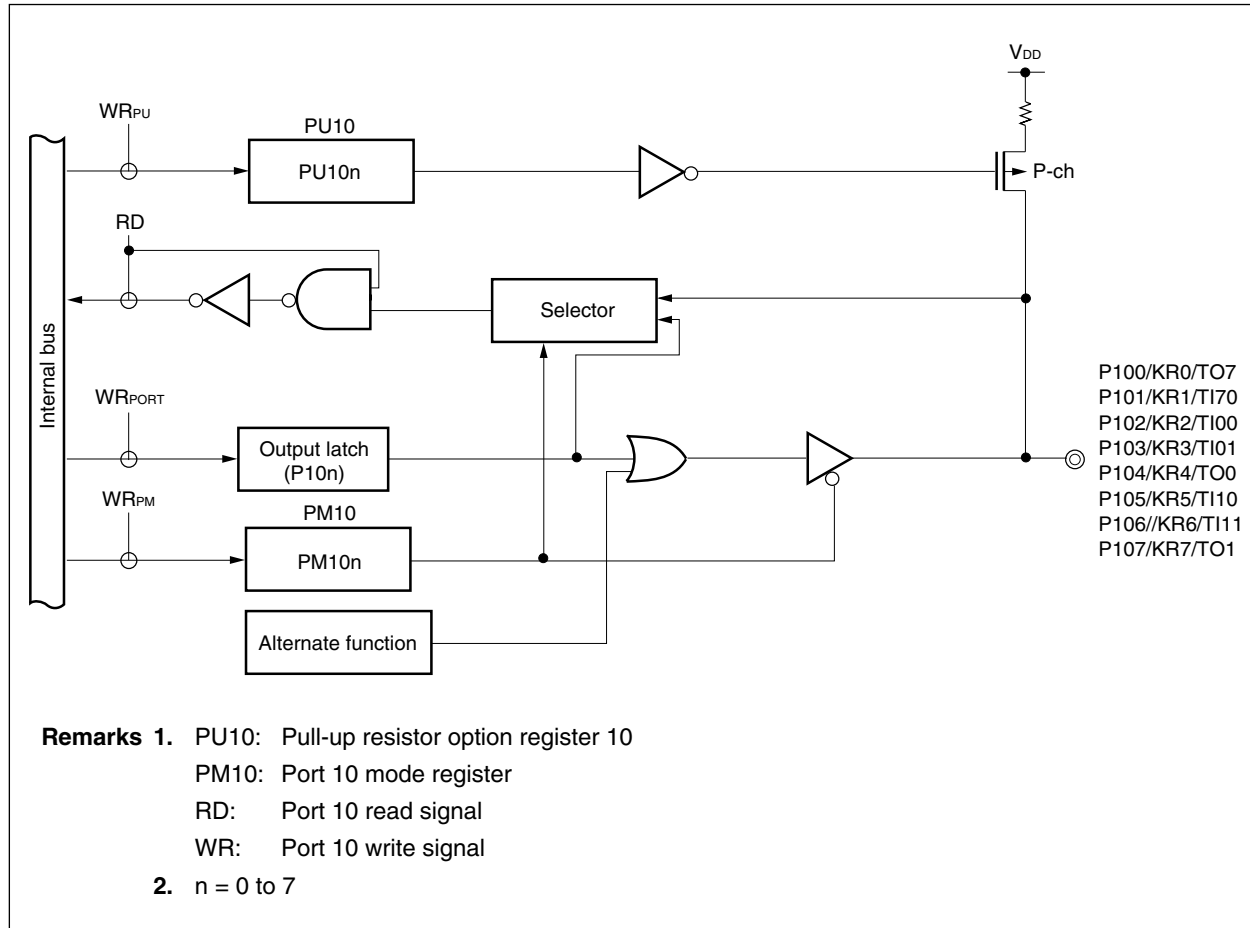 VDD
WRPU
PU10
PU10n
P-ch
RD
Selector
Internal bus
WRPORT
Output latch
(P10n)
WRPM
PM10
PM10n
Alternate function
P100/KR0/TO7
P101/KR1/TI70
P102/KR2/TI00
P103/KR3/TI01
P104/KR4/TO0
P105/KR5/TI10
P106//KR6/TI11
P107/KR7/TO1
Remarks 1. PU10: Pull-up resistor option register 10
PM10: Port 10 mode register
RD: Port 10 read signal
WR: Port 10 write signal
2. n = 0 to 7